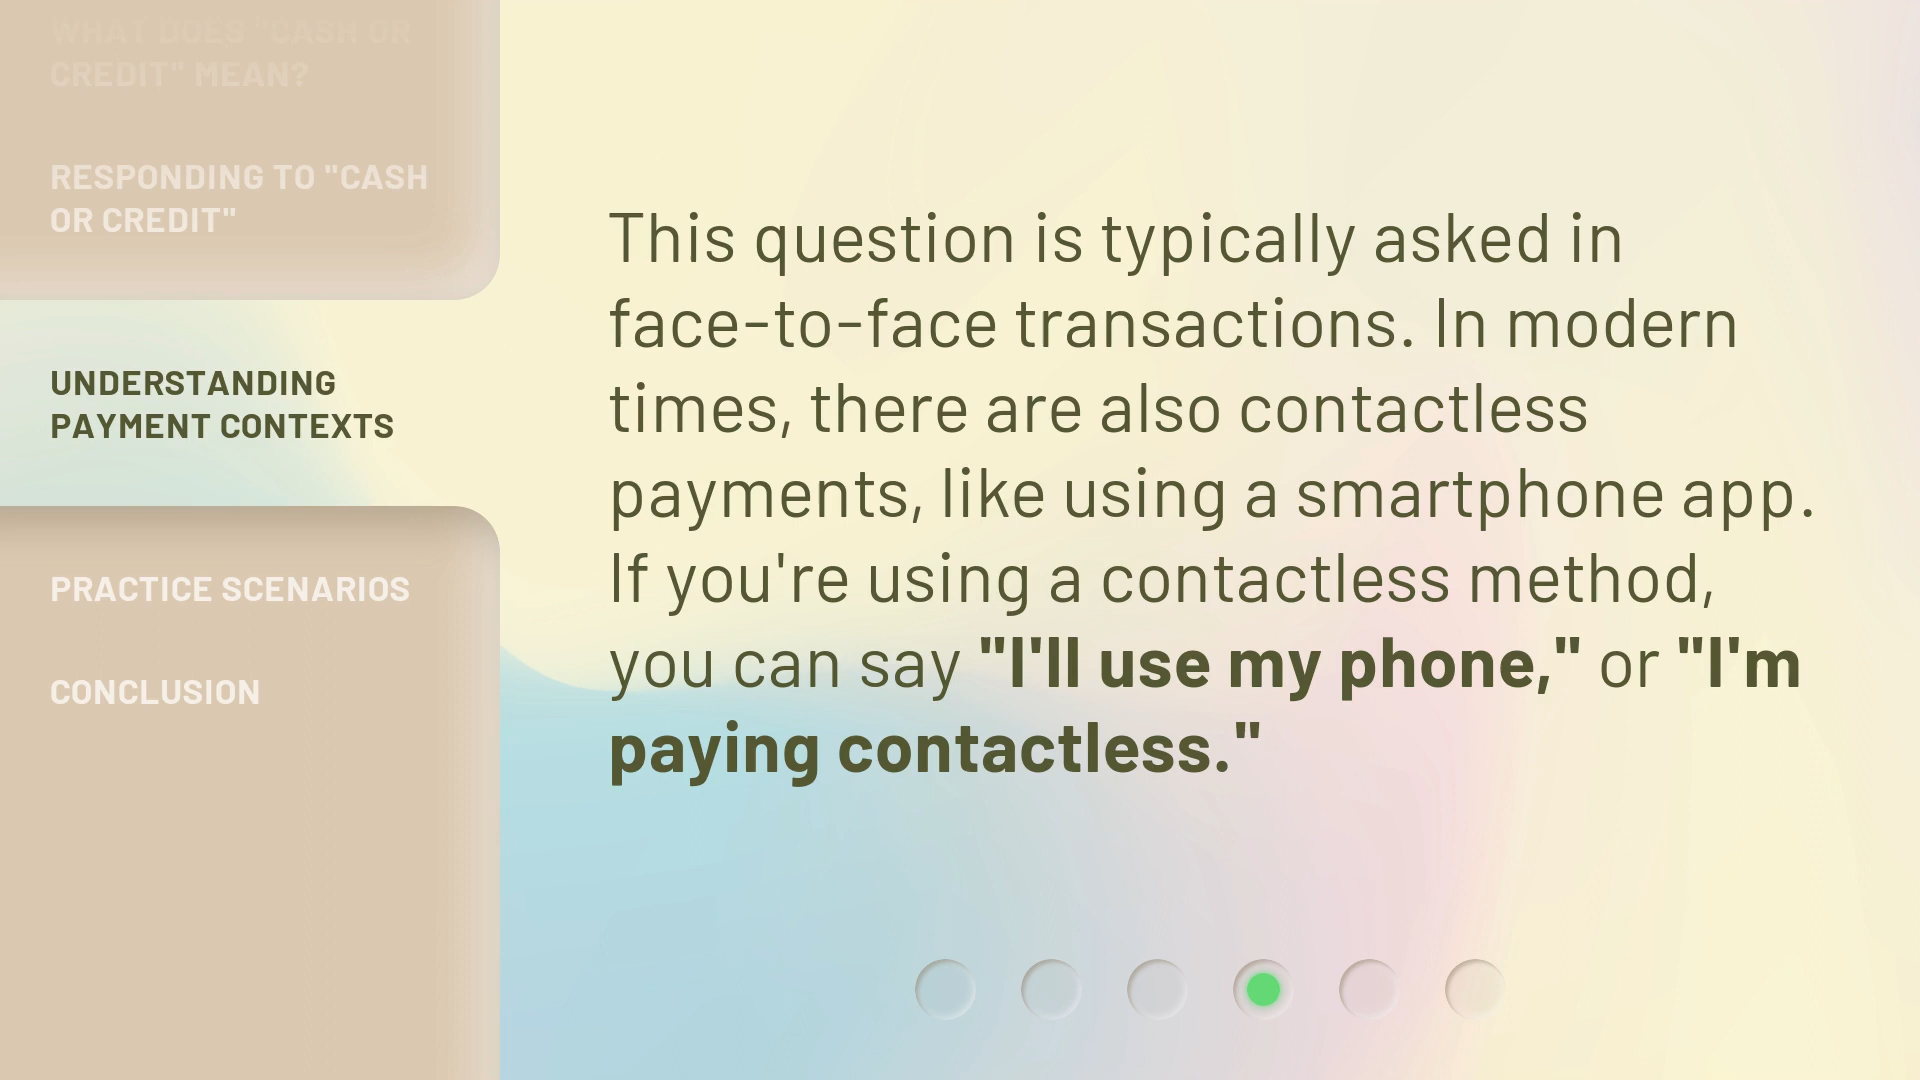 WHAT DOES "CASH OR
CREDIT" MEAN?
RESPONDING TO "CASH
OR CREDIT"
UNDERSTANDING
PAYMENT CONTEXTS
PRACTICE SCENARIOS
CONCLUSION
This question is typically asked in
face-to-face transactions. In modern
times, there are also contactless
payments, like using a smartphone app.
If you're using a contactless method,
you can say "I'll use my phone," or "I'm
paying contactless."